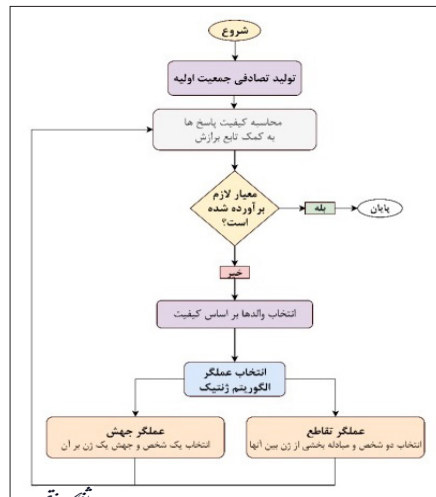 شروع
تولید تصادفی جمعیت اولیه
محاسبه کیفیت پاسخ ها
به کمک تابع برازش
معیار لازم
برآورده شده
است؟
بله
پایان
خیر
انتخاب والدها بر اساس کیفیت
انتخاب عملگر
الگوریتم ژنتیک
عملگر تقاطع
انتخاب دو شخص و مبادله بخشی از ژن بین آنها
عملگر جهش
انتخاب یک شخص و جهش یک ژن بر آن